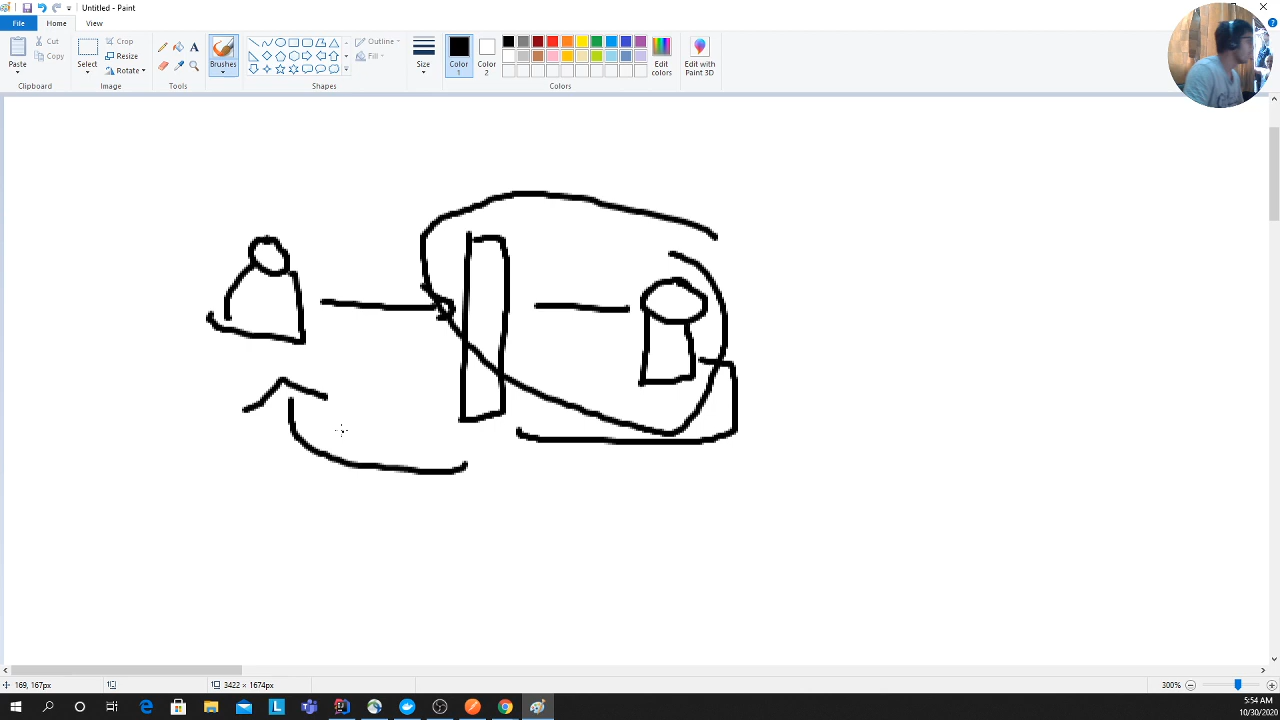 Untitled - Paint
File Home View
Paste
Cut
Copy
Clipboard
Select
Crop
Resize
Rotate
Image
A
Tools
Brushes
Outline
Fill
Shapes
Size
Color
1
Color
2
Edit
colors
Edit with
Paint 3D
Colors
169, 167px
3422 × 1674px
300%
L
5:54 AM
10/30/2020